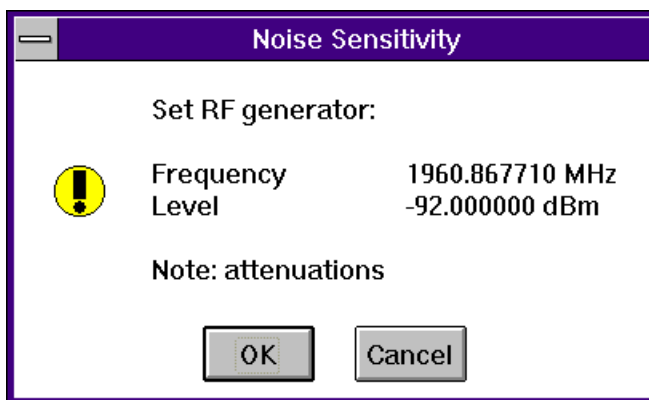 Noise Sensitivity
Set RF generator:
Frequency 1960.867710 MHz
Level -92.000000 dBm
Note: attenuations
OK Cancel